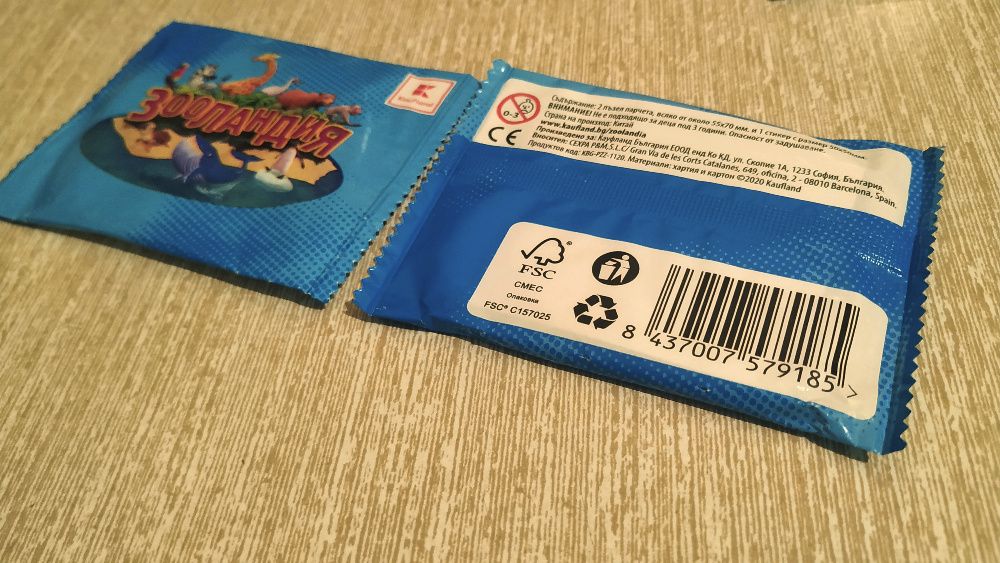 ЗООЛАНДИЯ
Kaufland
0-3
Съдържание: 2 пъзел парчета, всяко от около 55x70 мм. и 1 стикер с размер 50x50мм.
ВНИМАНИЕ! Не е подходящо за деца под 3 години. Опасност от задушаване.
Страна на произход: Китай
www.kaufland.bg/zoolandia
Произведено за: Кауфланд България ЕООД енд Ко КД, ул. Скопие 1А, 1233 София, България.
Вносител: CEXPA P.B.M.,S.L.C/ Gran Via de les Corts Catalanes, 649, oficina, 2 - 08010 Barcelona, Spain.
Продуктов код: KBG-PZZ-1120. Материали: хартия и картон ©2020 Kaufland
CE
FSC®
СМЕС
Опаковки
FSC® C157025
8 437007 579185 >